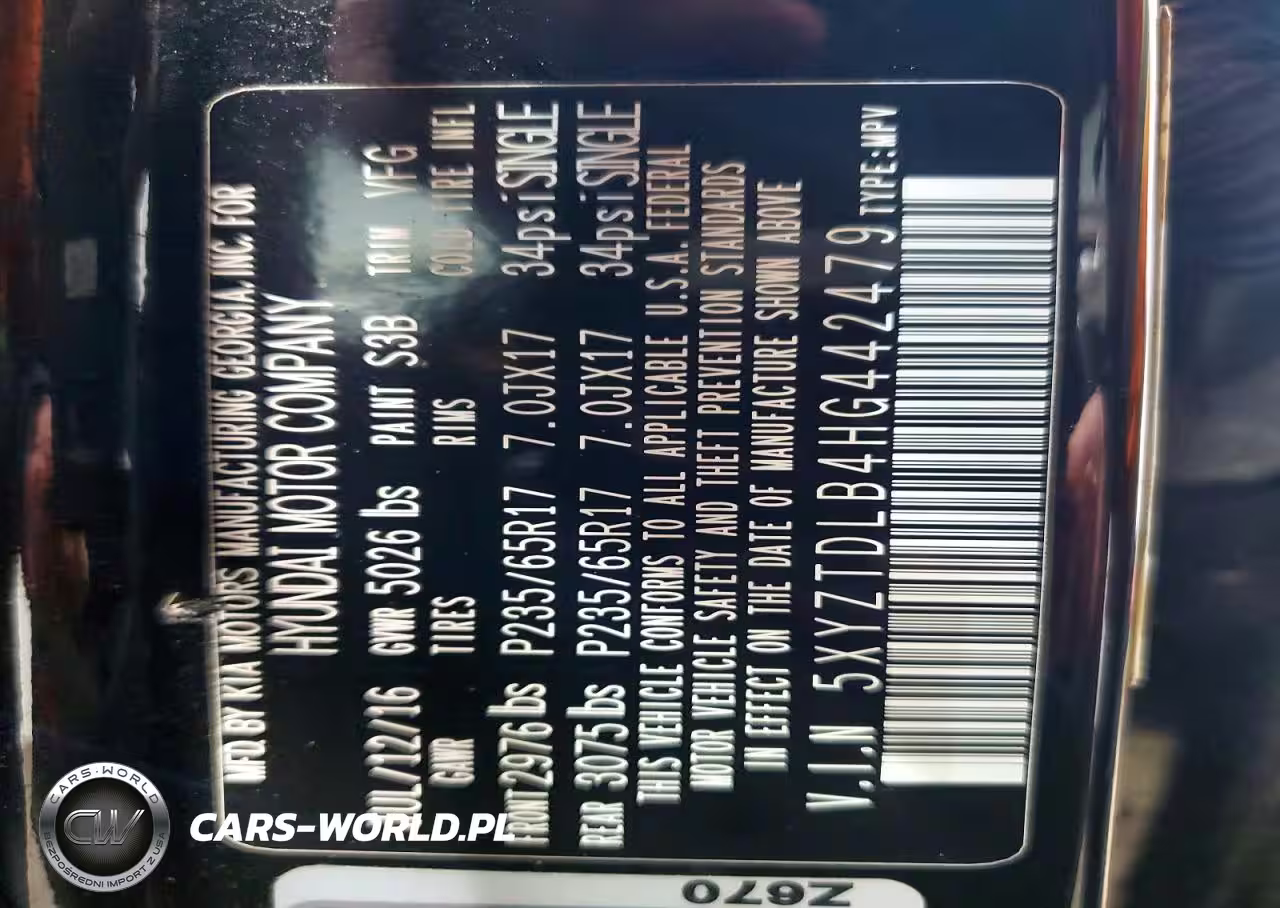 MFD BY KIA MOTORS MANUFACTURING GEORGIA, INC. FOR
HYUNDAI MOTOR COMPANY
JUL/12/16 GVWR 5026 lbs PAINT S3B TRIM VFG
GAWR TIRES RIMS COLD TIRE INFL
FRONT 2976 lbs P235/65R17 7.0JX17 34psi SINGLE
REAR 3075 lbs P235/65R17 7.0JX17 34psi SINGLE
THIS VEHICLE CONFORMS TO ALL APPLICABLE U.S.A. FEDERAL
MOTOR VEHICLE SAFETY AND THEFT PREVENTION STANDARDS
IN EFFECT ON THE DATE OF MANUFACTURE SHOWN ABOVE
V.I.N 5XYZTDLB4HG442479 TYPE:MPV
Z670
CARS-WORLD
CW
BEZPOŚREDNI IMPORT Z USA
CARS-WORLD.PL